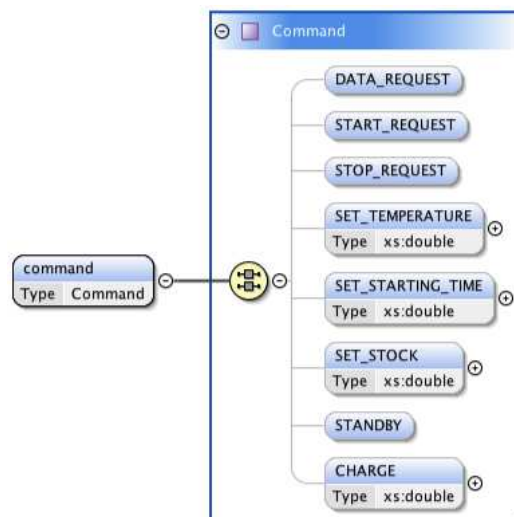 Command
DATA_REQUEST
START_REQUEST
STOP_REQUEST
SET_TEMPERATURE
Type xs:double
command
Type Command
SET_STARTING_TIME
Type xs:double
SET_STOCK
Type xs:double
STANDBY
CHARGE
Type xs:double